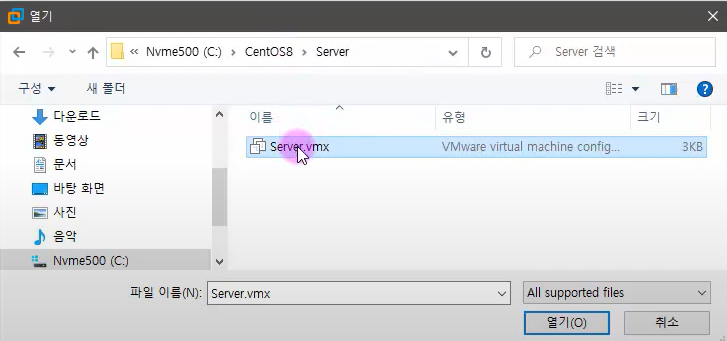 열기
Nvme500 (C:) CentOS8 Server
Server 검색
구성 새 폴더
다운로드
동영상
문서
바탕 화면
사진
음악
Nvme500 (C:)
이름 유형 크기
Server.vmx VMware virtual machine config... 3KB
파일 이름(N): Server.vmx All supported files
열기(O) 취소